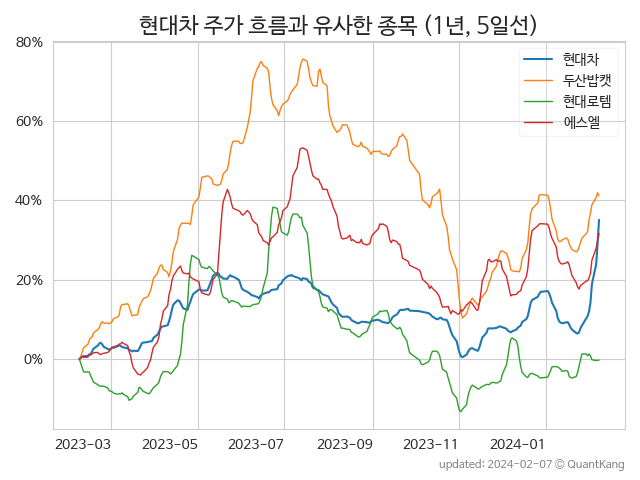 현대차 주가 흐름과 유사한 종목 (1년, 5일선)
80%
60%
40%
20%
0%
현대차
두산밥캣
현대로템
에스엘
2023-03
2023-05
2023-07
2023-09
2023-11
2024-01
updated: 2024-02-07 © QuantKang